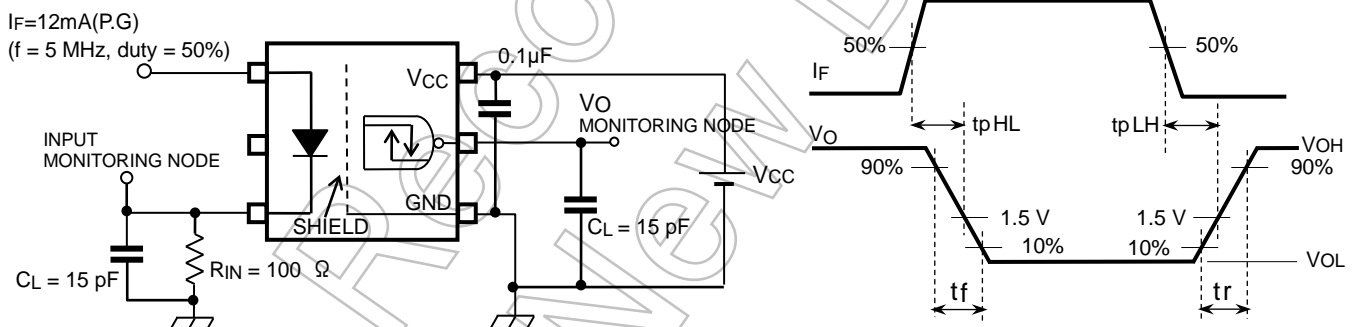 IF=12mA(P.G)
(f = 5 MHz, duty = 50%)
VCC
0.1µF
VO
MONITORING NODE
INPUT
MONITORING NODE
VCC
GND
SHIELD
CL = 15 pF
CL = 15 pF
RIN = 100 Ω
50%
50%
IF
tpHL
tpLH
VO
VOH
90%
90%
1.5 V
1.5 V
10%
10%
VOL
tf
tr